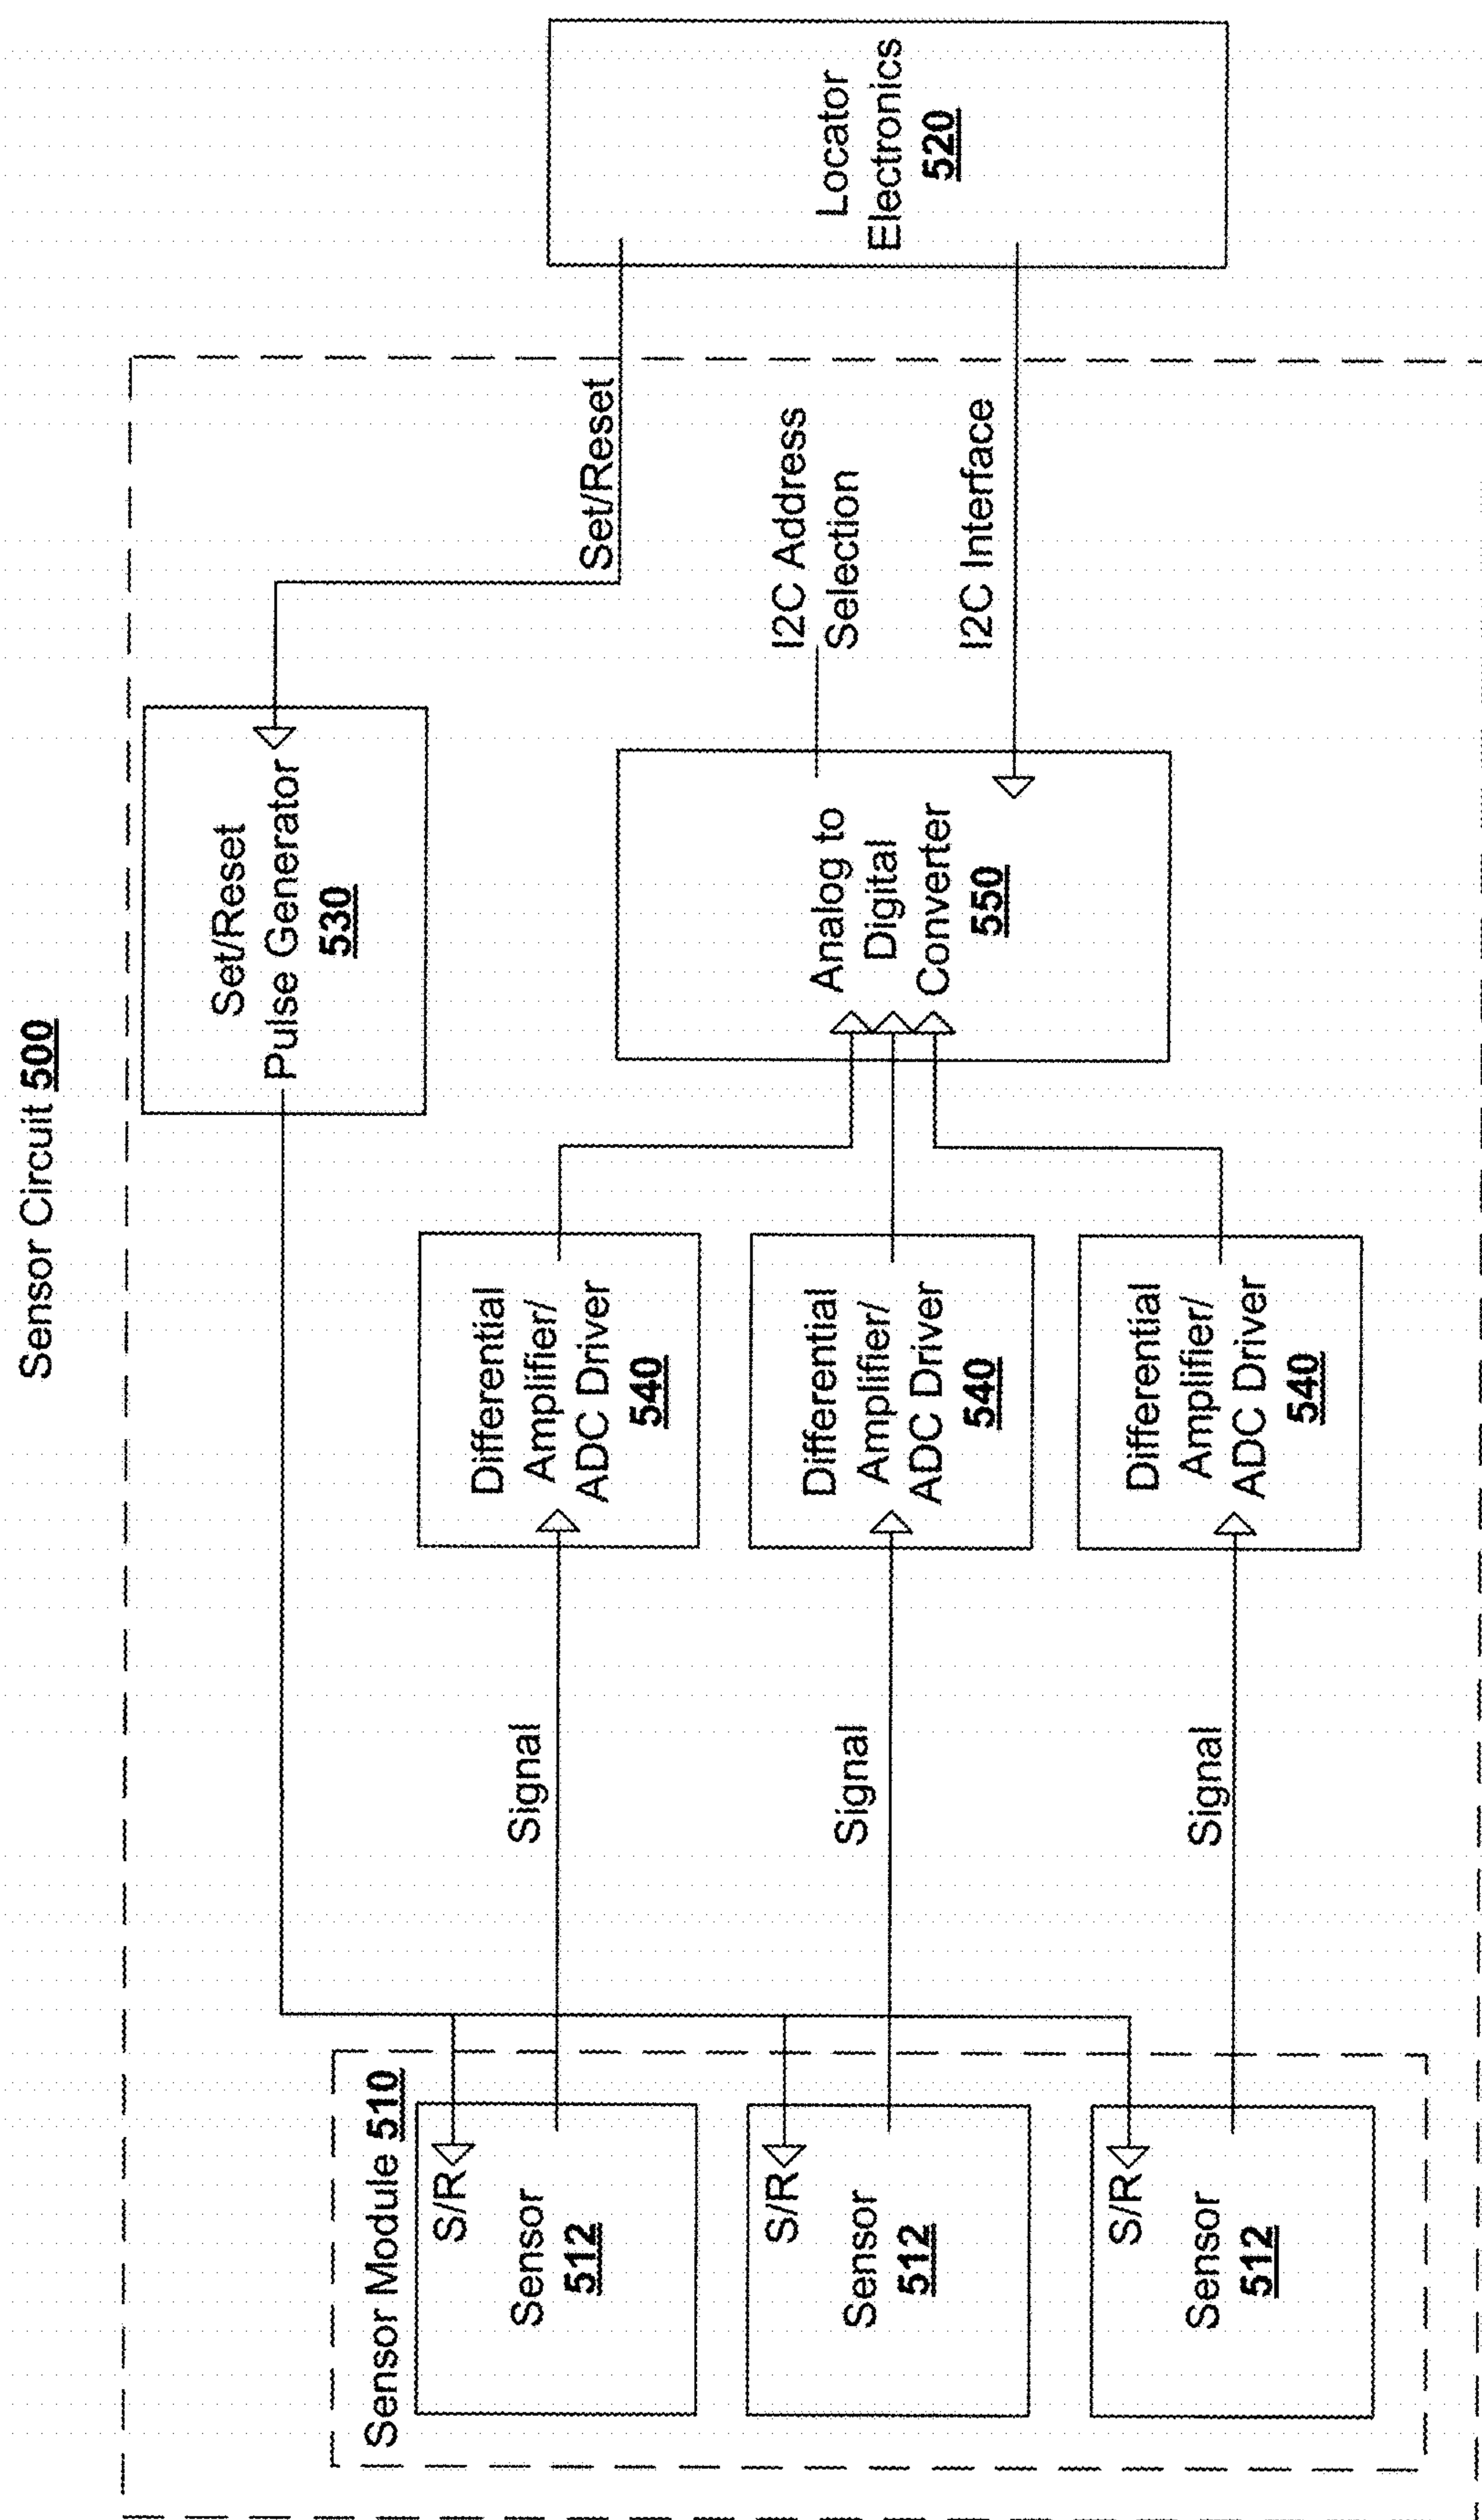 Sensor Circuit 500
Sensor Module 510
S/R
Sensor
512
S/R
Sensor
512
S/R
Sensor
512
Signal
Signal
Signal
Differential
Amplifier/
ADC Driver
540
Differential
Amplifier/
ADC Driver
540
Differential
Amplifier/
ADC Driver
540
Set/Reset
Pulse Generator
530
Analog to
Digital
Converter
550
Set/Reset
I2C Address
Selection
I2C Interface
Locator
Electronics
520